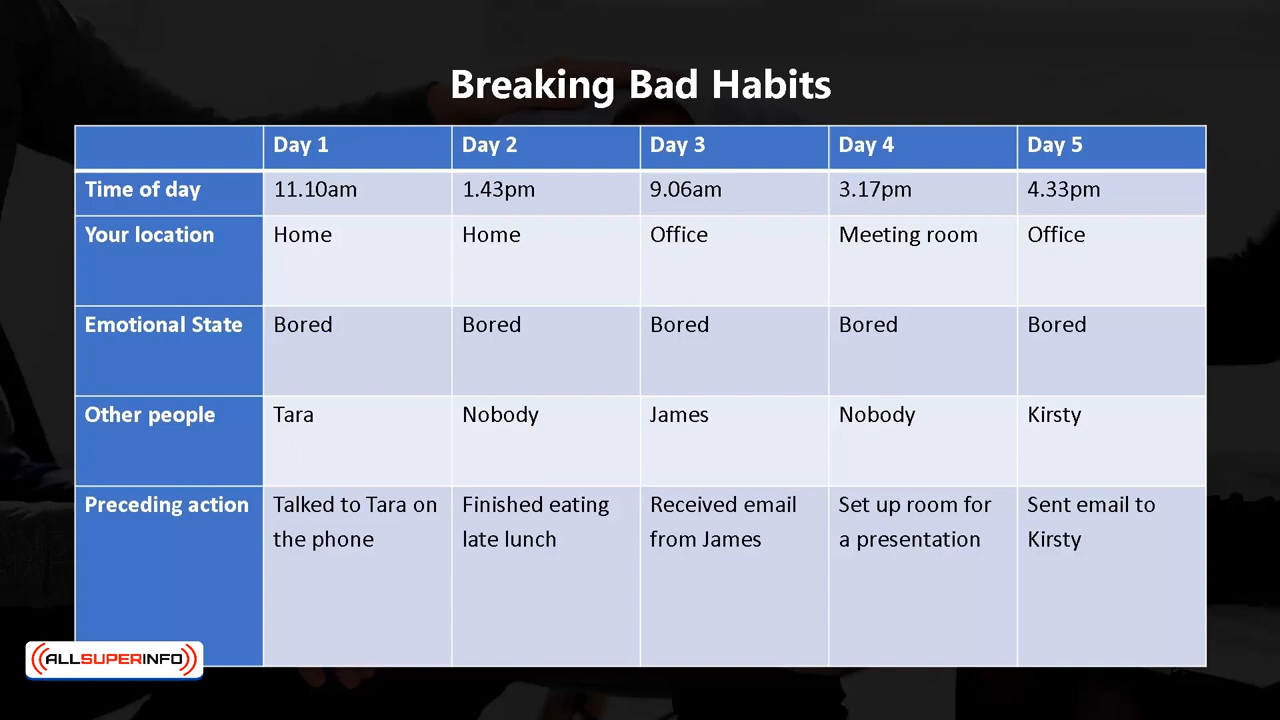 Breaking Bad Habits
Day 1 Day 2 Day 3 Day 4 Day 5
Time of day 11.10am 1.43pm 9.06am 3.17pm 4.33pm
Your location Home Home Office Meeting room Office
Emotional State Bored Bored Bored Bored Bored
Other people Tara Nobody James Nobody Kirsty
Preceding action Talked to Tara on Finished eating Received email Set up room for Sent email to
the phone late lunch from James a presentation Kirsty
ALLSUPERINFO